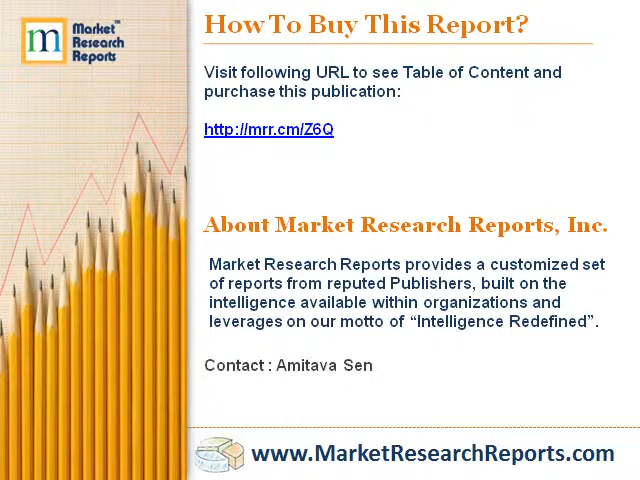 m
Market™
Research
Reports
How To Buy This Report?
Visit following URL to see Table of Content and
purchase this publication:
http://mrr.cm/Z6Q
About Market Research Reports, Inc.
Market Research Reports provides a customized set
of reports from reputed Publishers, built on the
intelligence available within organizations and
leverages on our motto of “Intelligence Redefined”.
Contact : Amitava Sen
www.MarketResearchReports.com